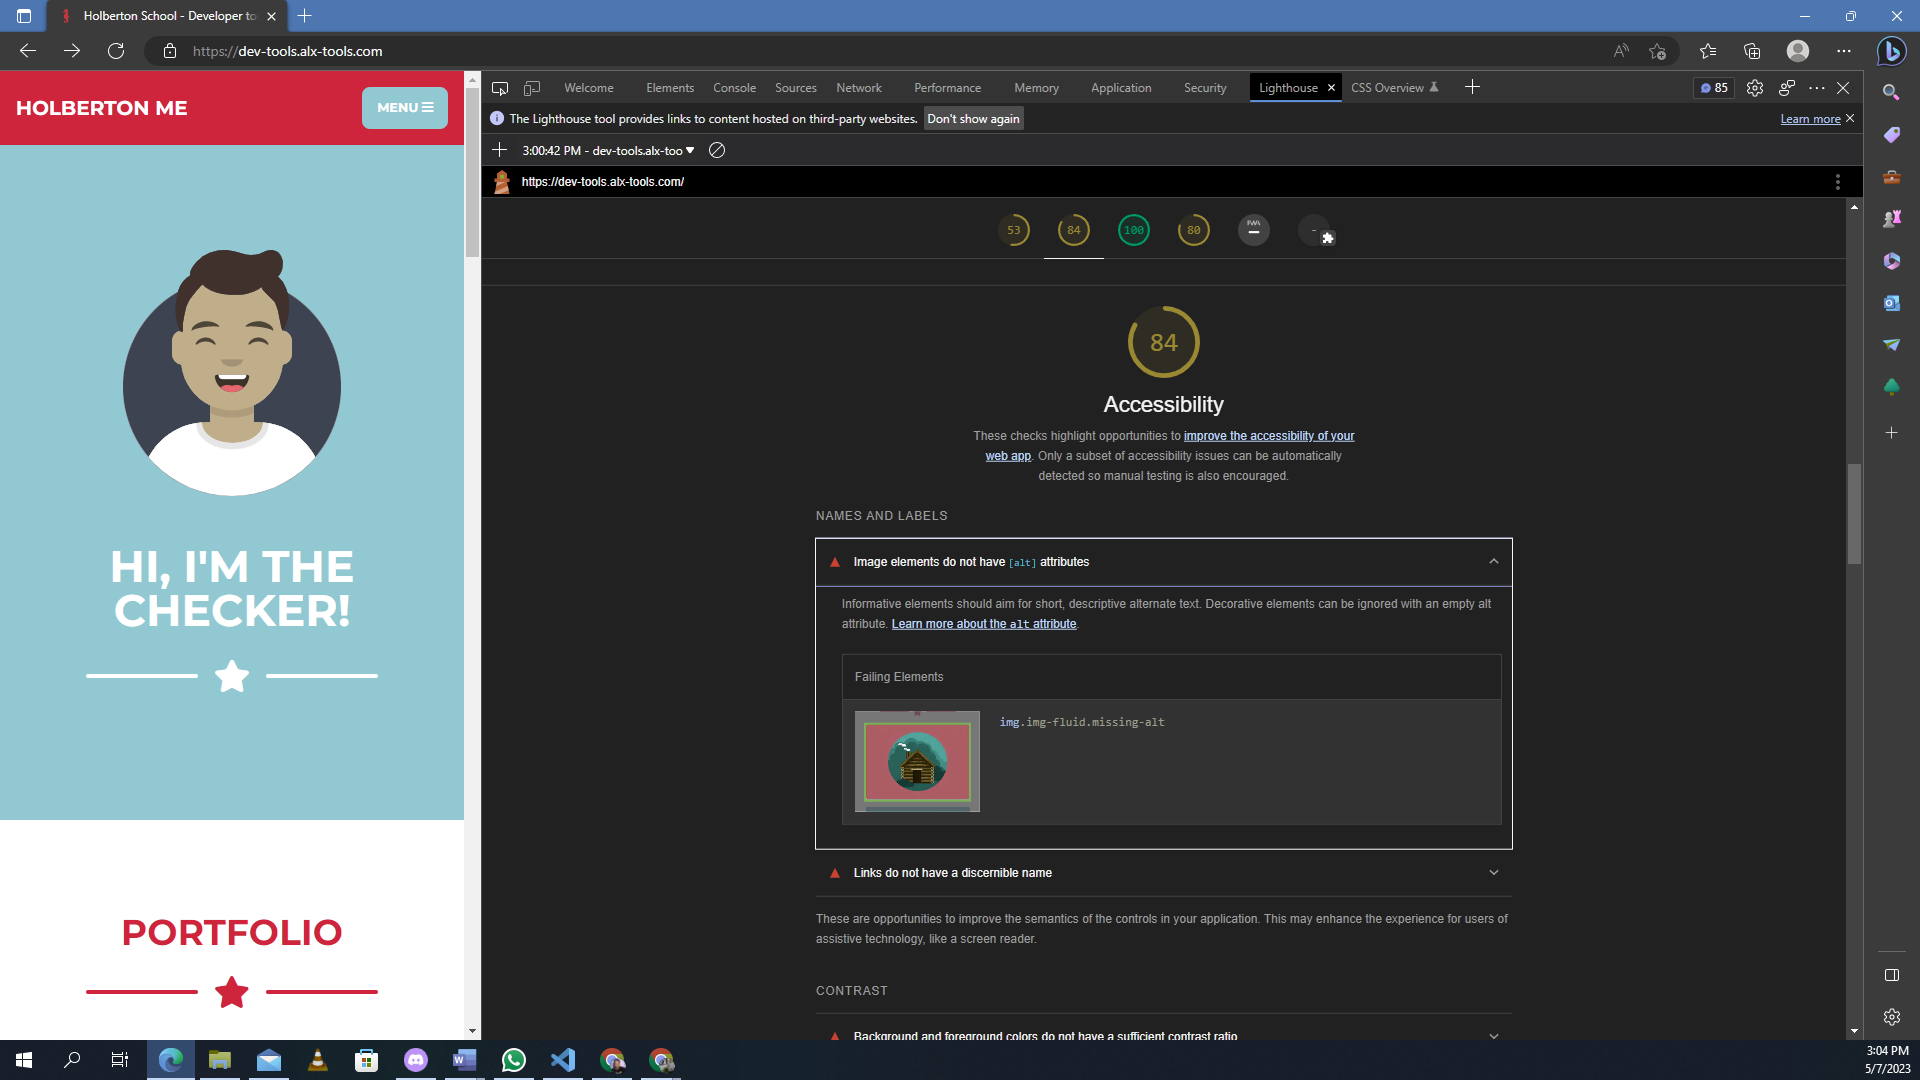 Holberton School - Developer to
https://dev-tools.alx-tools.com
HOLBERTON ME
MENU
HI, I'M THE
CHECKER!
PORTFOLIO
Welcome Elements Console Sources Network Performance Memory Application Security Lighthouse CSS Overview 85
The Lighthouse tool provides links to content hosted on third-party websites. Don't show again Learn more
3:00:42 PM - dev-tools.alx-too
https://dev-tools.alx-tools.com/
53 84 100 80 PWA -
84
Accessibility
These checks highlight opportunities to improve the accessibility of your
web app. Only a subset of accessibility issues can be automatically
detected so manual testing is also encouraged.
NAMES AND LABELS
Image elements do not have [alt] attributes
Informative elements should aim for short, descriptive alternate text. Decorative elements can be ignored with an empty alt
attribute. Learn more about the alt attribute.
Failing Elements
img.img-fluid.missing-alt
Links do not have a discernible name
These are opportunities to improve the semantics of the controls in your application. This may enhance the experience for users of
assistive technology, like a screen reader.
CONTRAST
Background and foreground colors do not have a sufficient contrast ratio
3:04 PM
5/7/2023